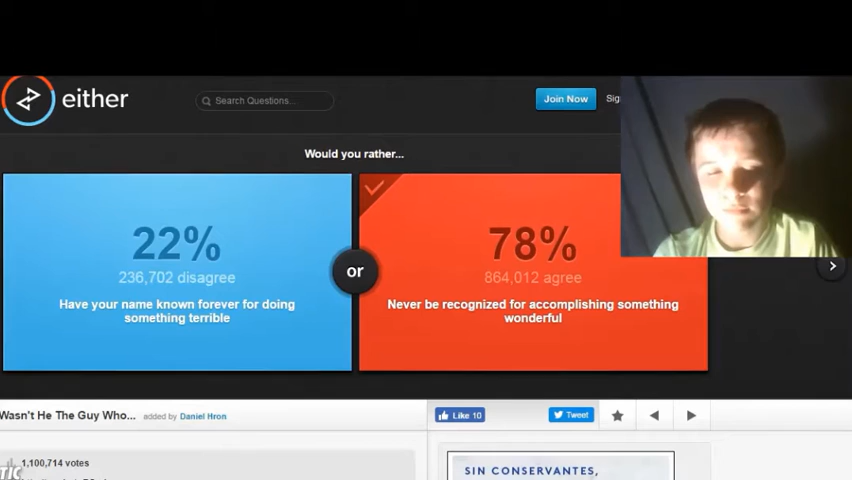 either
Search Questions...
Join Now
Sig
Would you rather...
22%
236,702 disagree
Have your name known forever for doing
something terrible
or
78%
864,012 agree
Never be recognized for accomplishing something
wonderful
Wasn't He The Guy Who... added by Daniel Hron
Like 10
Tweet
1,100,714 votes
TIC
SIN CONSERVANTES,